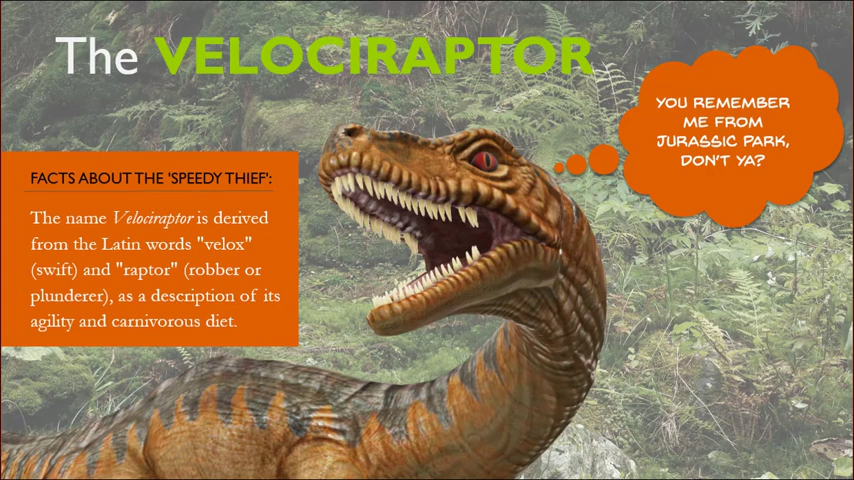 The VELOCIRAPTOR
YOU REMEMBER
ME FROM
JURASSIC PARK,
DON'T YA?
FACTS ABOUT THE 'SPEEDY THIEF':
The name Velociraptor is derived
from the Latin words "velox"
(swift) and "raptor" (robber or
plunderer), as a description of its
agility and carnivorous diet.